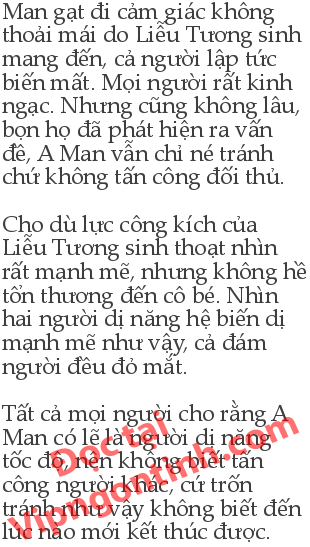 Man gạt đi cảm giác không
thoải mái do Liễu Tương sinh
mang đến, cả người lập tức
biến mất. Mọi người rất kinh
ngạc. Nhưng cũng không lâu,
bọn họ đã phát hiện ra vấn
đề, A Man vẫn chỉ né tránh
chứ không tấn công đối thủ.
Cho dù lực công kích của
Liễu Tương sinh thoạt nhìn
rất mạnh mẽ, nhưng không hề
tổn thương đến cô bé. Nhìn
hai người dị năng hệ biến dị
mạnh mẽ như vậy, cả đám
người đều đỏ mắt.
Tất cả mọi người cho rằng A
Man có lẽ là người dị năng
tốc độ, nên không biết tấn
công người khác, cứ trốn
tránh như vậy không biết đến
lúc nào mới kết thúc được.
Đọc tại
Vipngontinh.com